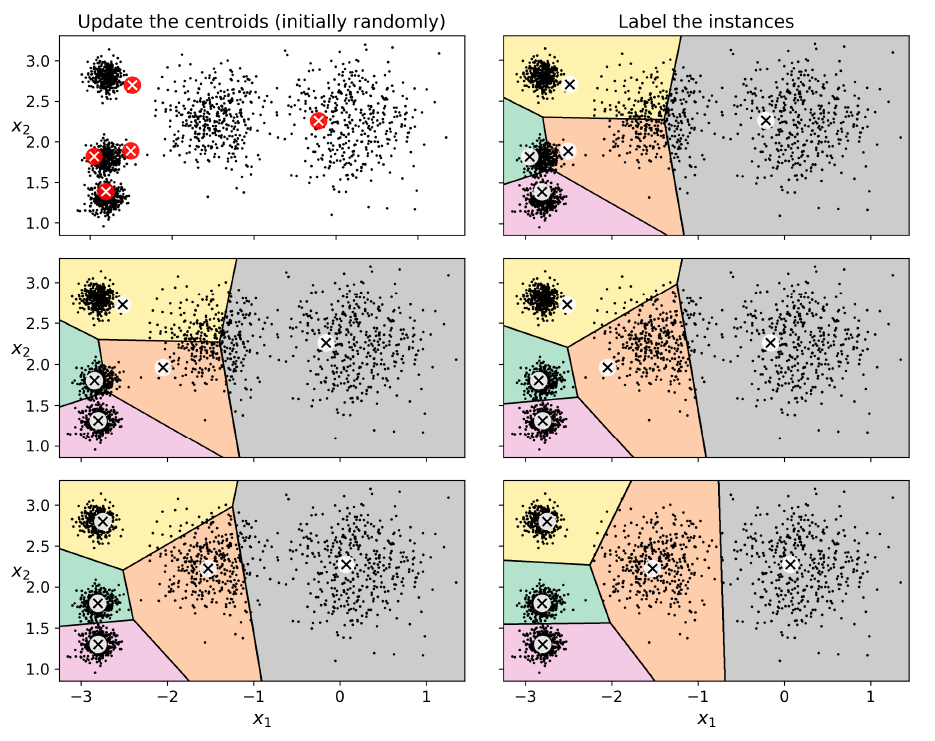 Update the centroids (initially randomly)
Label the instances
3.0
2.5
x₂
2.0
1.5
1.0
3.0
2.5
x₂
2.0
1.5
1.0
3.0
2.5
x₂
2.0
1.5
1.0
−3 −2 −1 0 1
−3 −2 −1 0 1
x₁
x₁